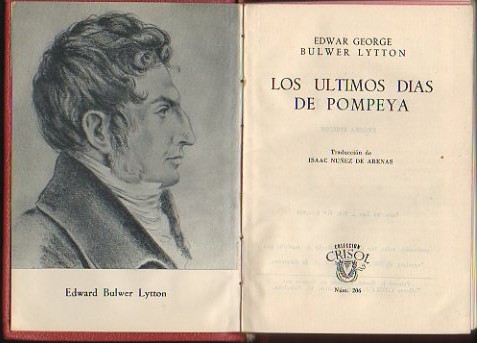 Edward Bulwer Lytton
EDWAR GEORGE
BULWER LYTTON
LOS ULTIMOS DIAS
DE POMPEYA
Traducción de
ISAAC NUÑEZ DE ARENAS
COLECCION
CRISOL
Núm. 206